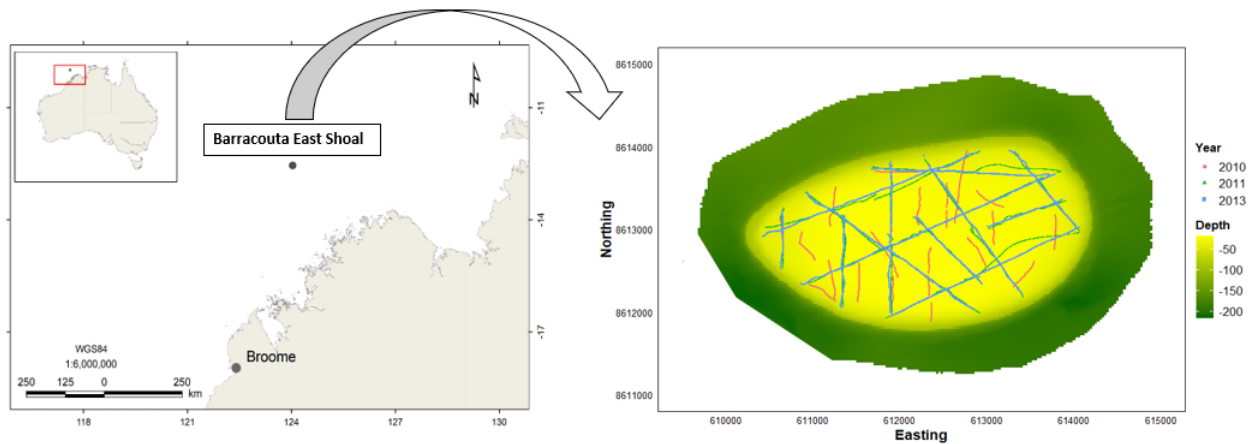 Barracouta East Shoal
N
-11
-14
-17
Broome
WGS84
1:6,000,000
250 125 0 250
km
118 121 124 127 130
8615000
8614000
8613000
8612000
8611000
Northing
610000 611000 612000 613000 614000 615000
Easting
Year
2010
2011
2013
Depth
-50
-100
-150
-200